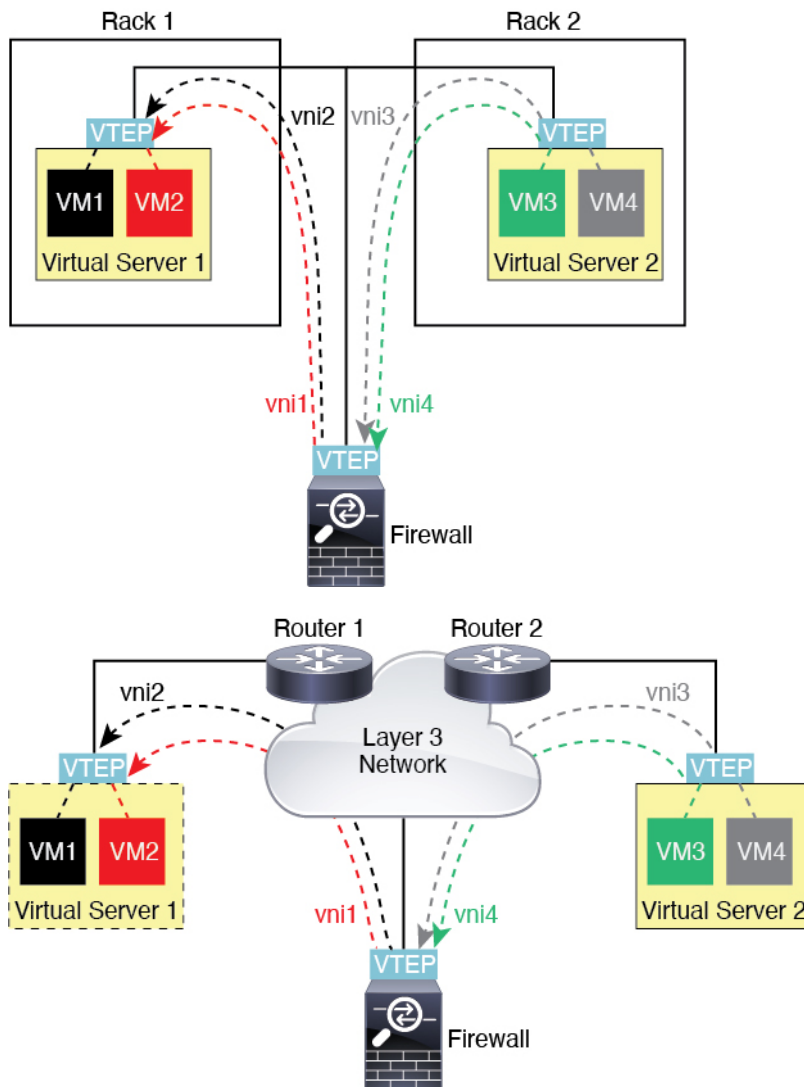 Rack 1
Rack 2
vni2
vni3
VTEP
VTEP
VM1
VM2
VM3
VM4
Virtual Server 1
Virtual Server 2
vni1
vni4
VTEP
Firewall
Router 1
Router 2
vni2
vni3
Layer 3
Network
VTEP
VTEP
VM1
VM2
VM3
VM4
Virtual Server 1
Virtual Server 2
vni1
vni4
VTEP
Firewall